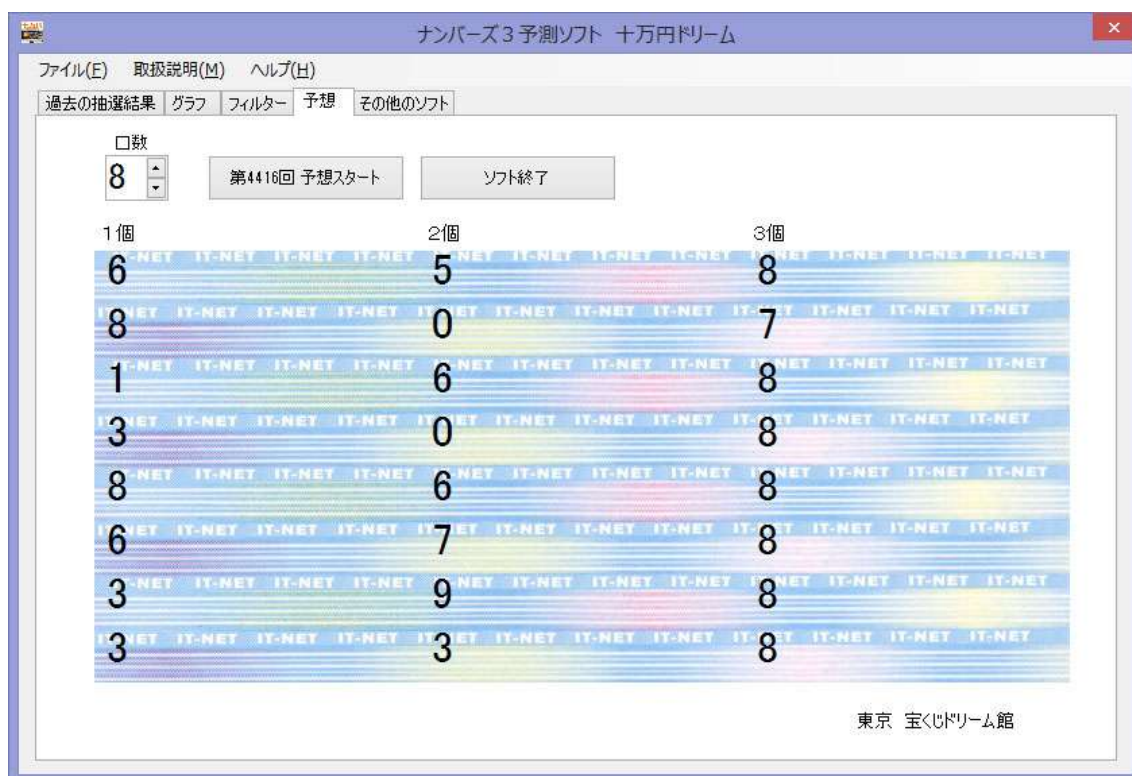 ナンバーズ3予測ソフト 十万円ドリーム
ファイル(F) 取扱説明(M) ヘルプ(H)
過去の抽選結果 グラフ フィルター 予想 その他のソフト
口数
8 第4416回 予想スタート ソフト終了
1個 2個 3個
6 5 8
8 0 7
1 6 8
3 0 8
8 6 8
6 7 8
3 9 8
3 3 8
東京 宝くじドリーム館